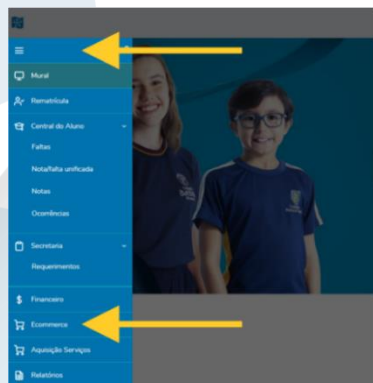 Mural
Rematrícula
Central do Aluno
Faltas
Nota/falta unificada
Notas
Ocorrências
Secretaria
Requerimentos
Financeiro
Ecommerce
Aquisição Serviços
Relatórios